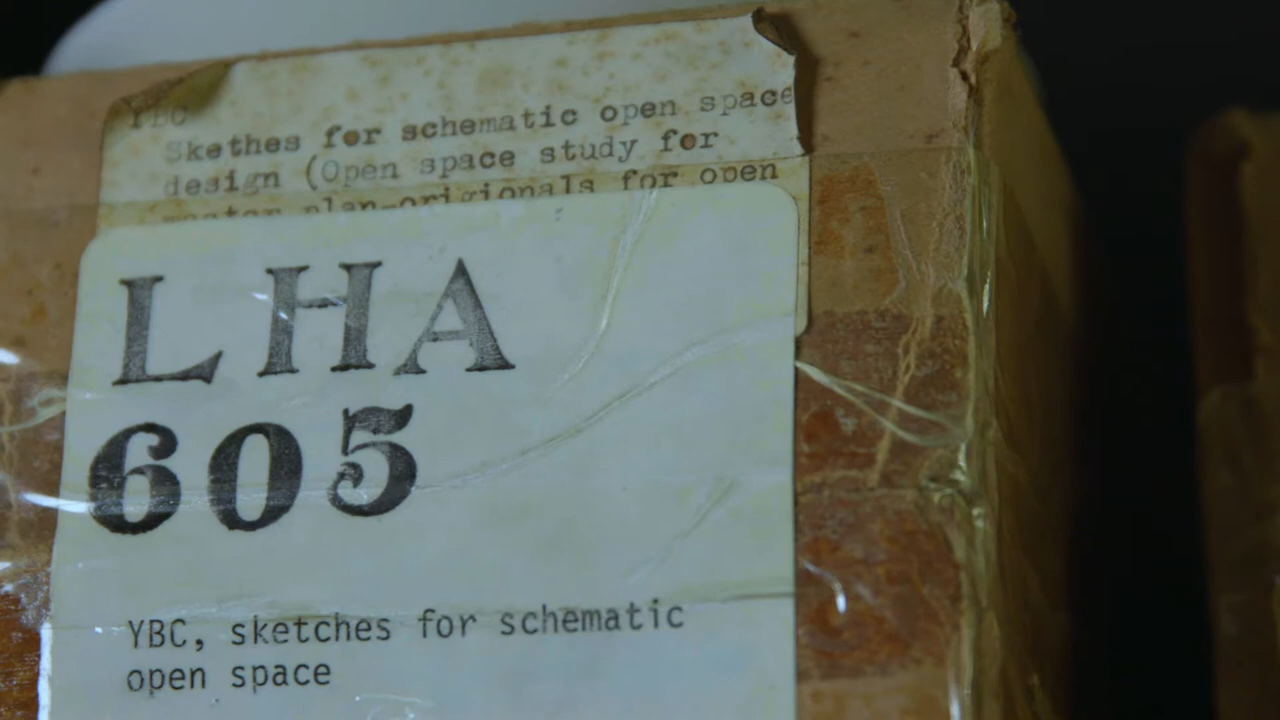 YBC
Skethes for schematic open space
design (Open space study for
master plan-origionals for open
L HA
605
YBC, sketches for schematic
open space